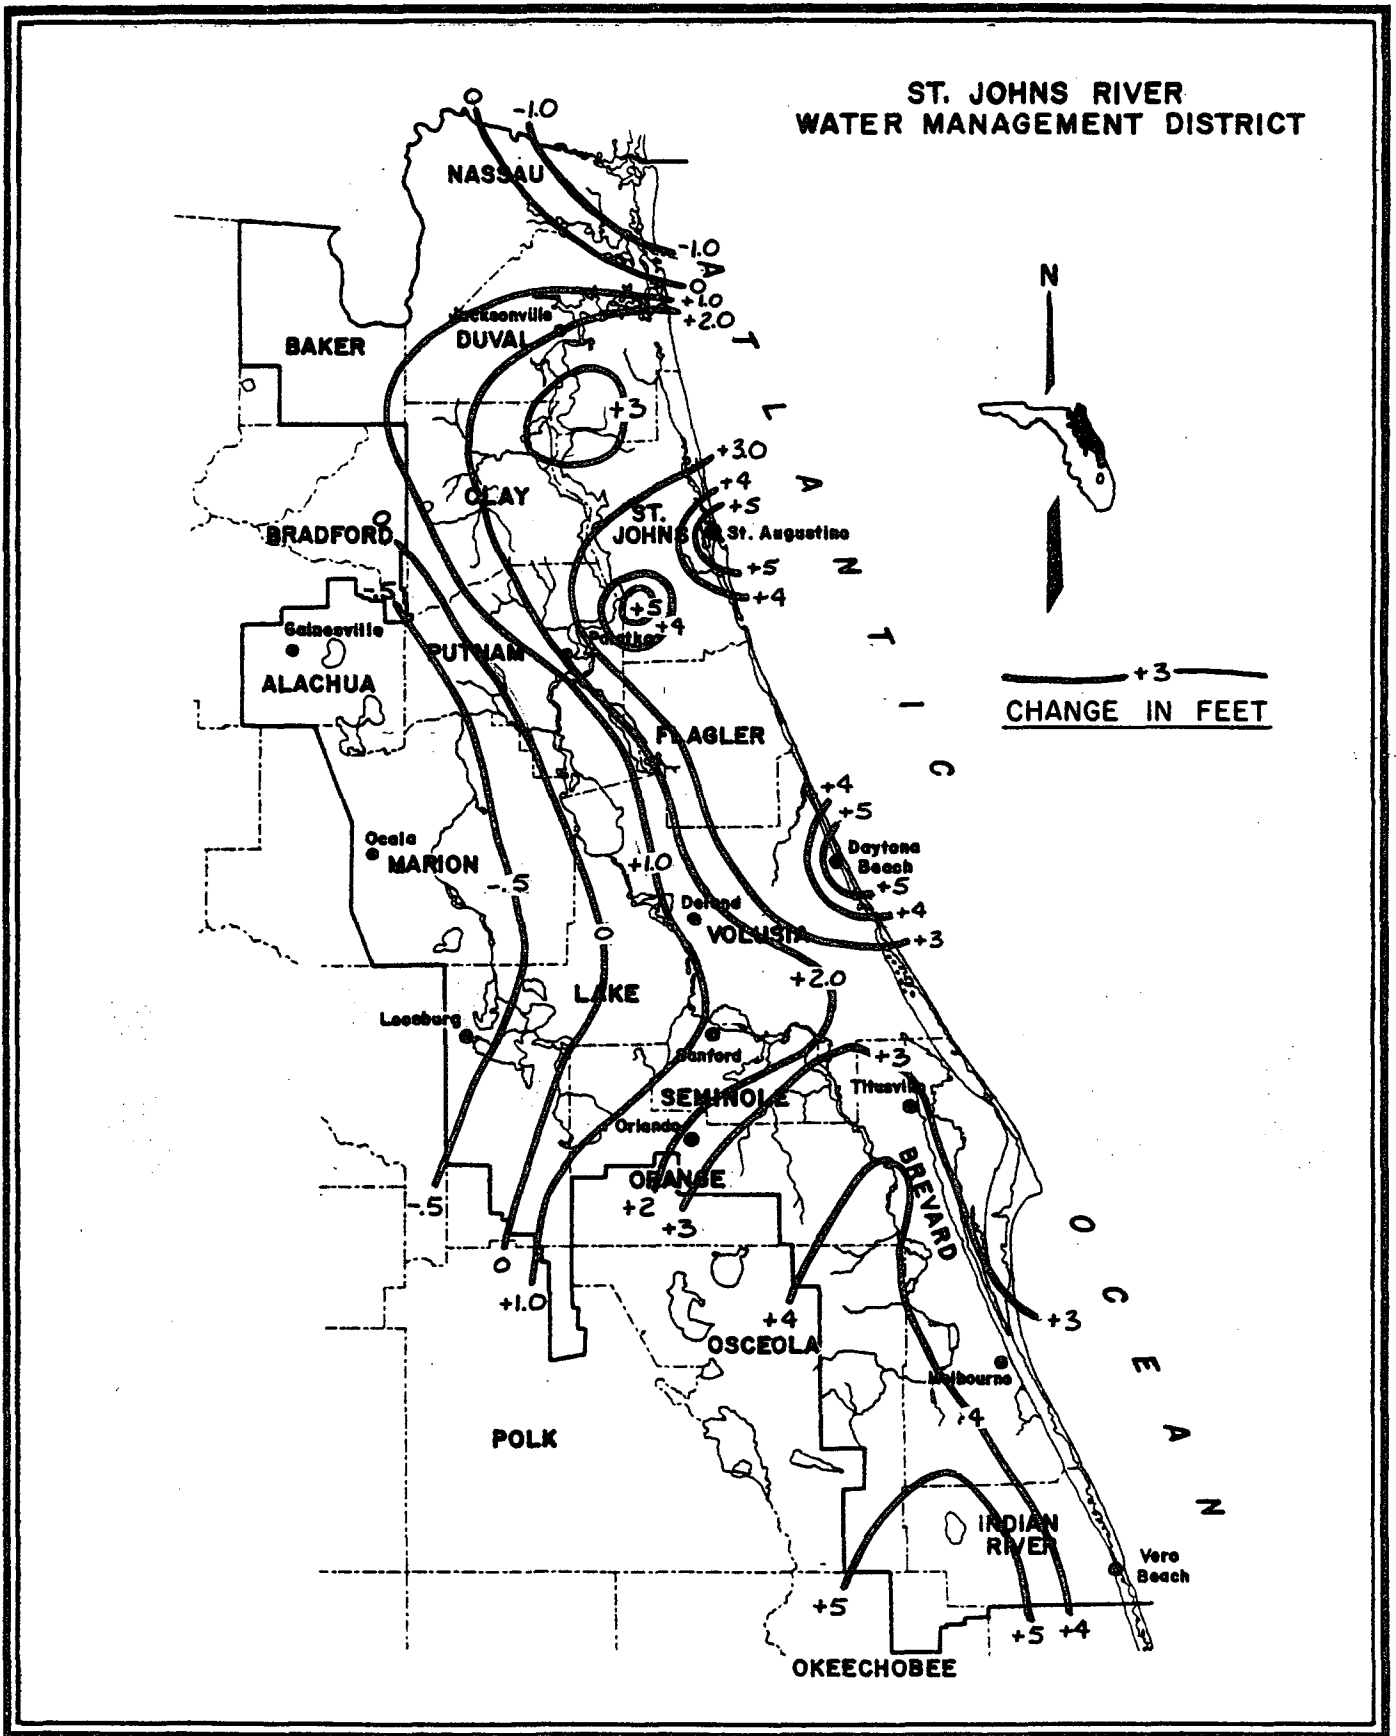 ST. JOHNS RIVER
WATER MANAGEMENT DISTRICT
0
-1.0
NASSAU
-1.0
0
+1.0
+2.0
Jacksonville
DUVAL
BAKER
N
+3
+3.0
+4
+5
CLAY
ST.
JOHNS
St. Augustine
0
BRADFORD
+5
+4
-.5
+5
+4
Palatka
Gainesville
PUTNAM
ALACHUA
+3
CHANGE IN FEET
FLAGLER
+4
+5
Ocala
MARION
Daytona
Beach
+1.0
-.5
+5
Deland
+4
0
VOLUSIA
+3
+2.0
LAKE
Leesburg
Sanford
+3
Titusville
SEMINOLE
Orlando
BREVARD
ORANGE
-.5
+2
+3
0
+1.0
+4
+3
OSCEOLA
Melbourne
+4
POLK
INDIAN
RIVER
Vero
Beach
+5
+5
+4
OKEECHOBEE
ATLANTIC
OCEAN